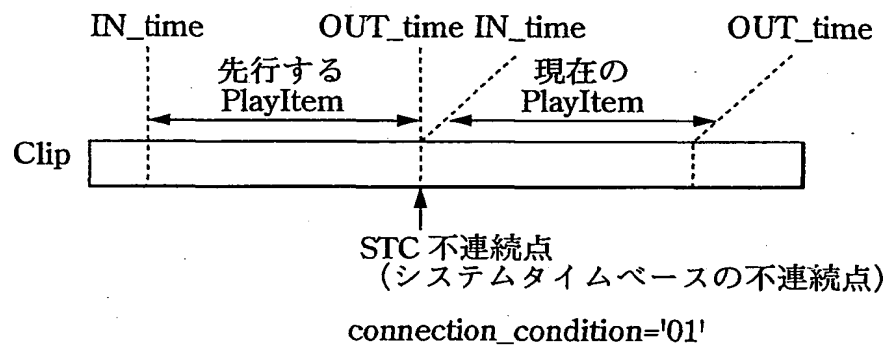 IN_time OUT_time IN_time OUT_time
先行する 現在の
PlayItem PlayItem
Clip
STC 不連続点
（システムタイムベースの不連続点）
connection_condition='01'